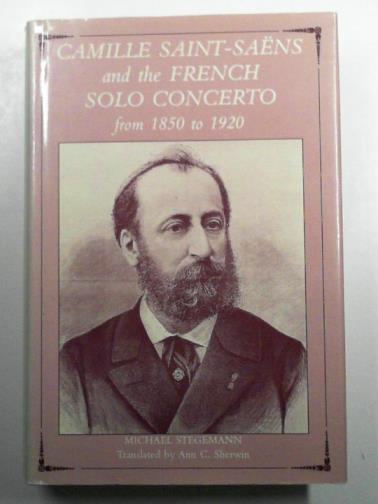 CAMILLE SAINT-SAËNS
and the FRENCH
SOLO CONCERTO
from 1850 to 1920
MICHAEL STEGEMANN
Translated by Ann C. Sherwin